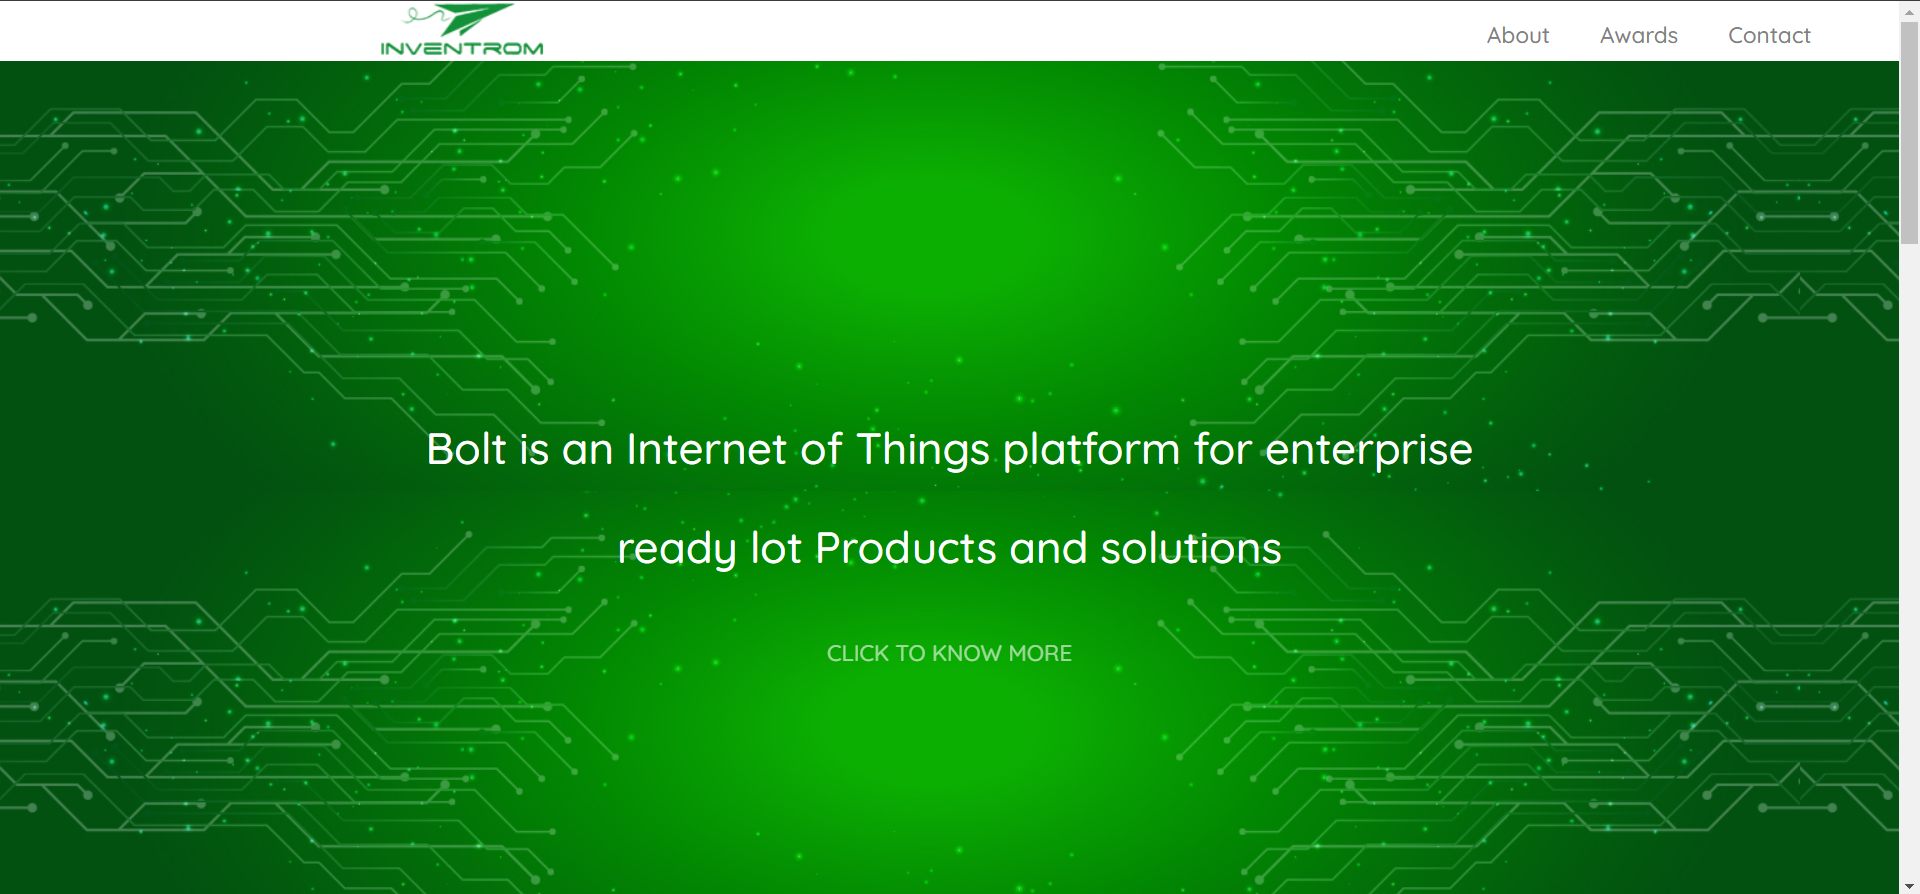 INVENTROM
About
Awards
Contact
Bolt is an Internet of Things platform for enterprise
ready lot Products and solutions
CLICK TO KNOW MORE